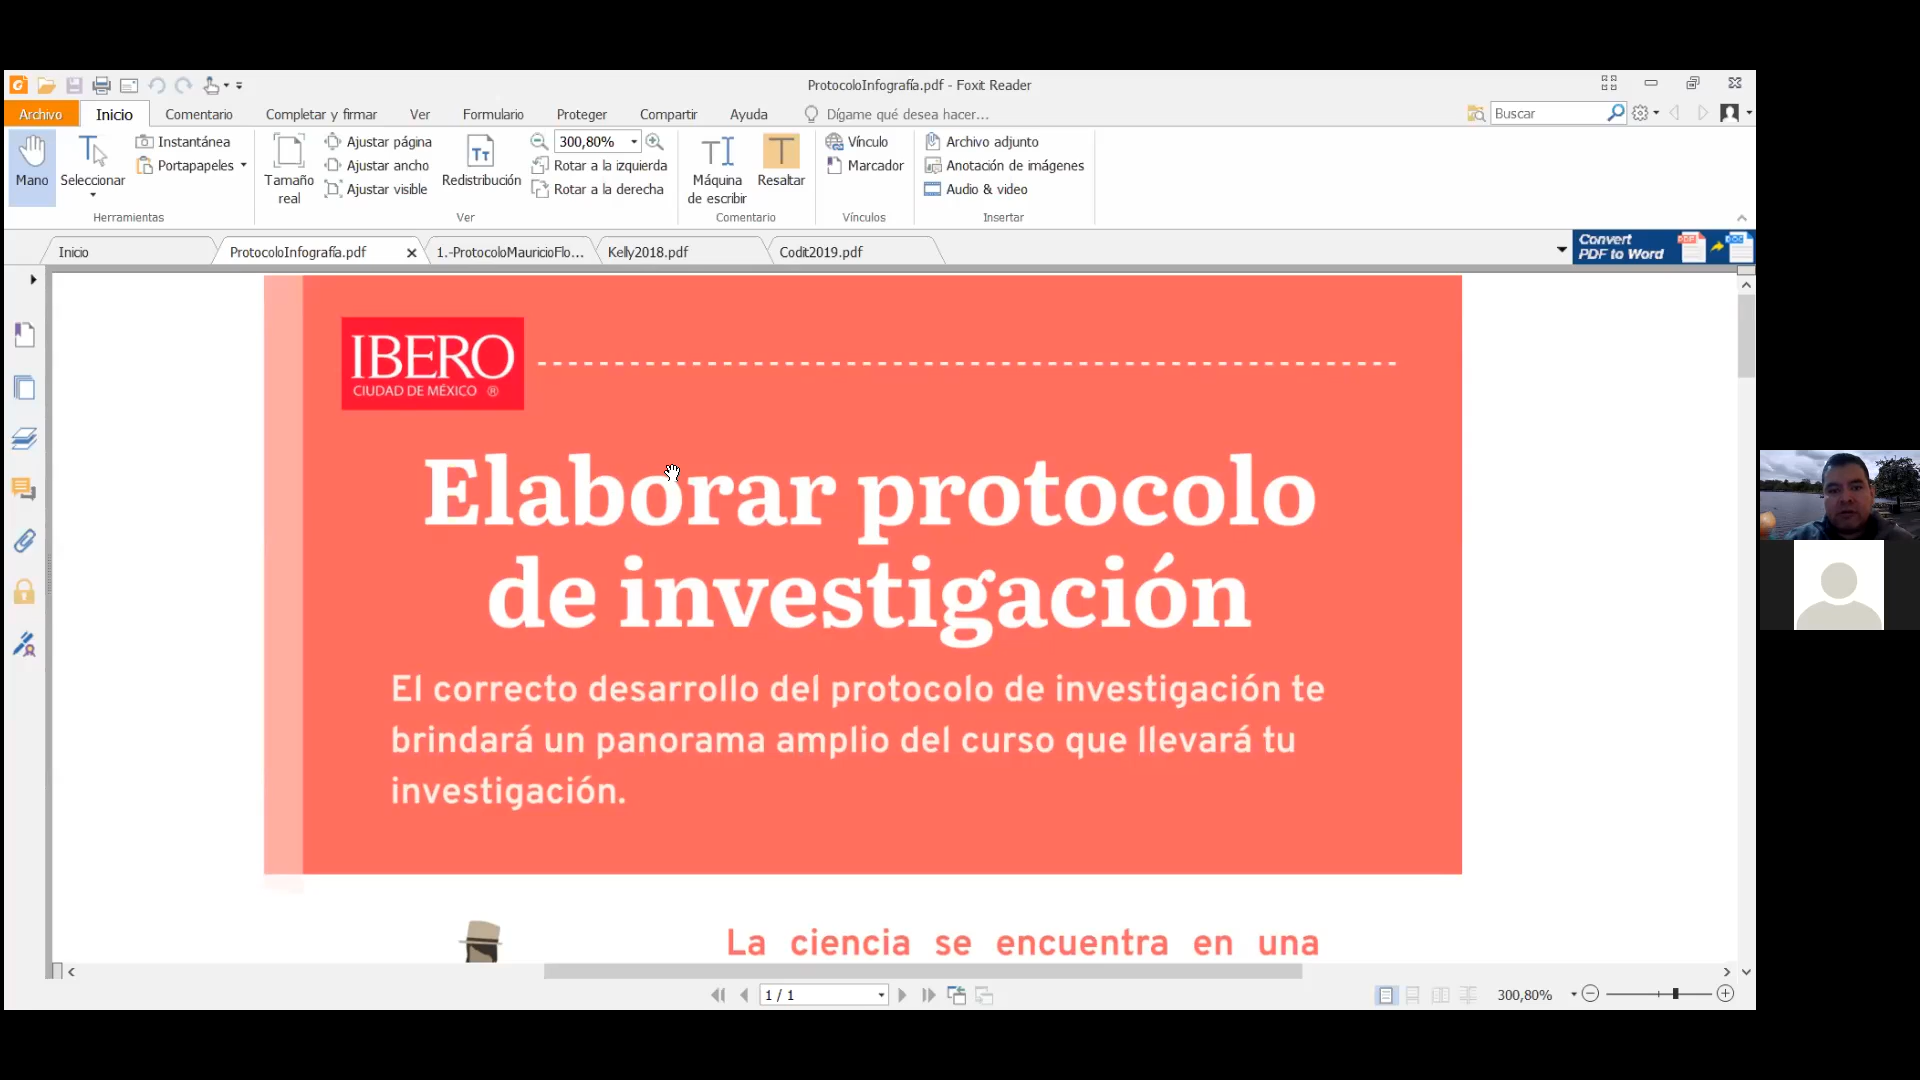 ProtocoloInfografía.pdf - Foxit Reader
Archivo Inicio Comentario Completar y firmar Ver Formulario Proteger Compartir Ayuda Dígame qué desea hacer... Buscar
Mano
Seleccionar
Instantánea
Portapapeles
Herramientas
Tamaño
real
Ajustar página
Ajustar ancho
Ajustar visible
Redistribución
300,80%
Rotar a la izquierda
Rotar a la derecha
Ver
Máquina
de escribir
Resaltar
Comentario
Vínculo
Marcador
Vínculos
Archivo adjunto
Anotación de imágenes
Audio & video
Insertar
Inicio ProtocoloInfografía.pdf 1.-ProtocoloMauricioFlo... Kelly2018.pdf Codit2019.pdf
Convert
PDF to Word
PDF
DOC
IBERO
CIUDAD DE MÉXICO ®
Elaborar protocolo
de investigación
El correcto desarrollo del protocolo de investigación te
brindará un panorama amplio del curso que llevará tu
investigación.
La ciencia se encuentra en una
1 / 1
300,80%